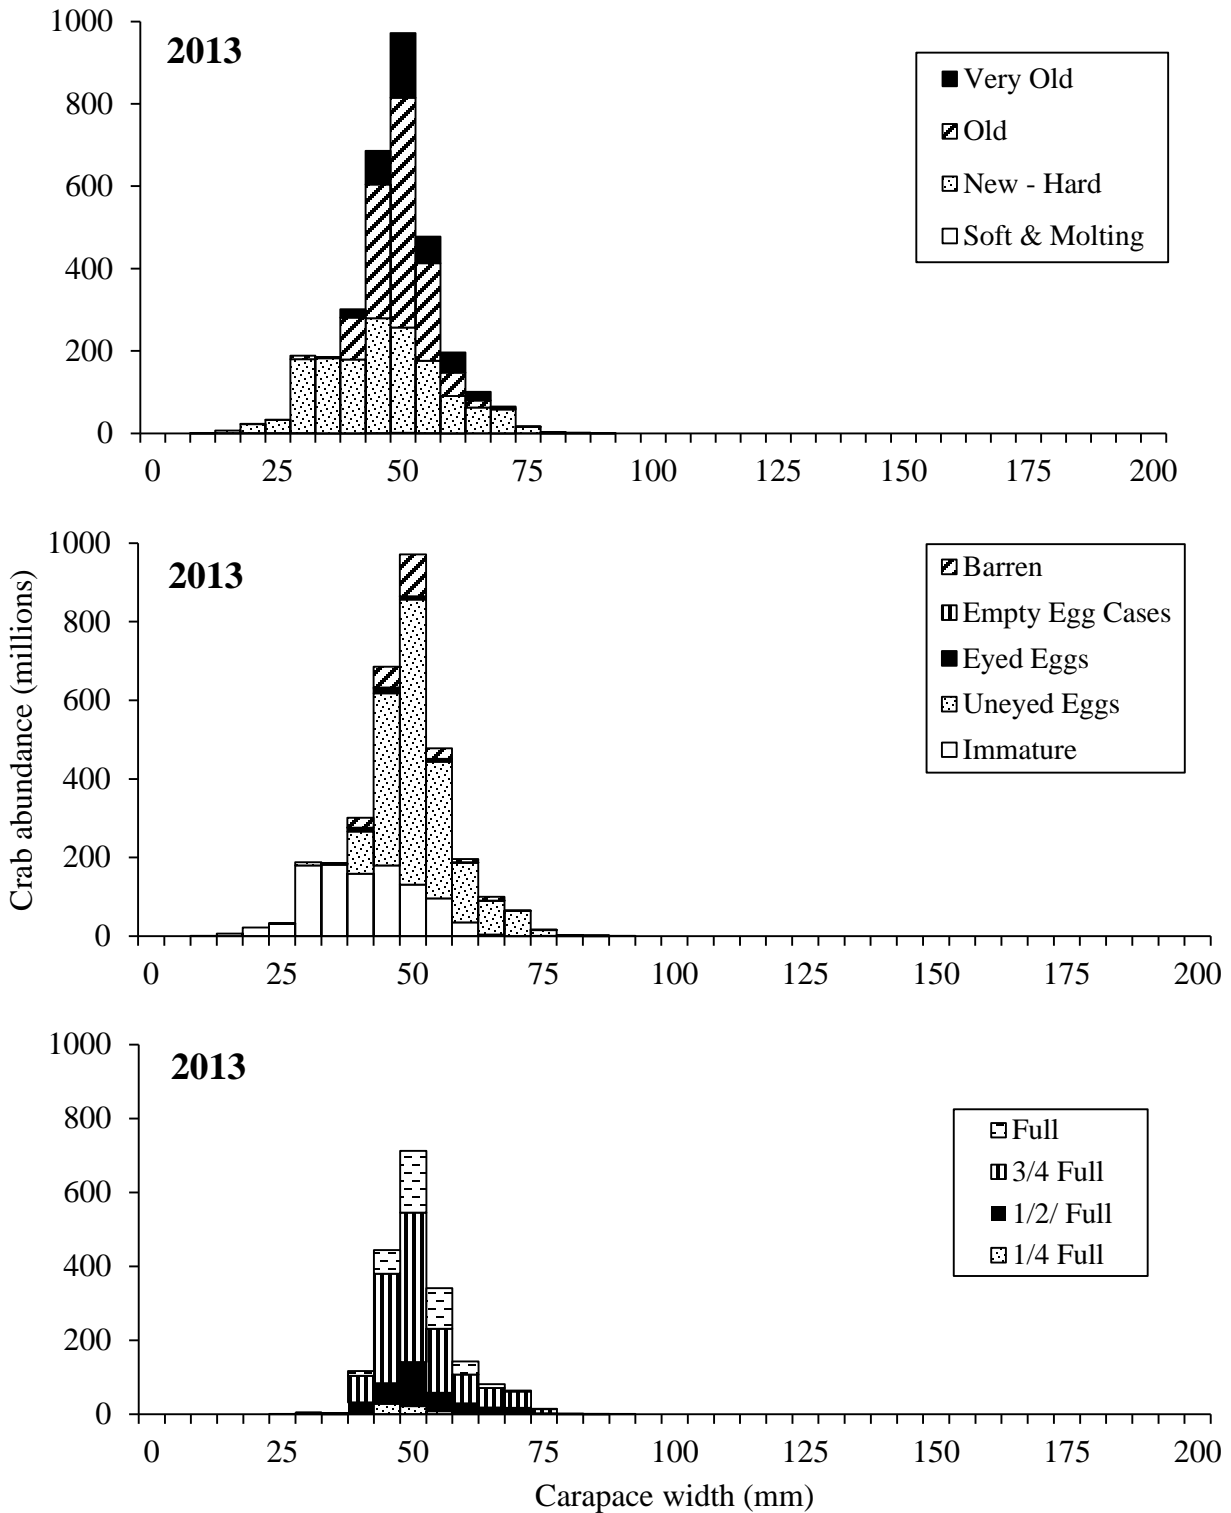 1000
800
600
400
200
0
2013
Very Old
Old
New - Hard
Soft & Molting
0 25 50 75 100 125 150 175 200
Crab abundance (millions)
1000
800
600
400
200
0
2013
Barren
Empty Egg Cases
Eyed Eggs
Uneyed Eggs
Immature
0 25 50 75 100 125 150 175 200
1000
800
600
400
200
0
2013
Full
3/4 Full
1/2/ Full
1/4 Full
0 25 50 75 100 125 150 175 200
Carapace width (mm)